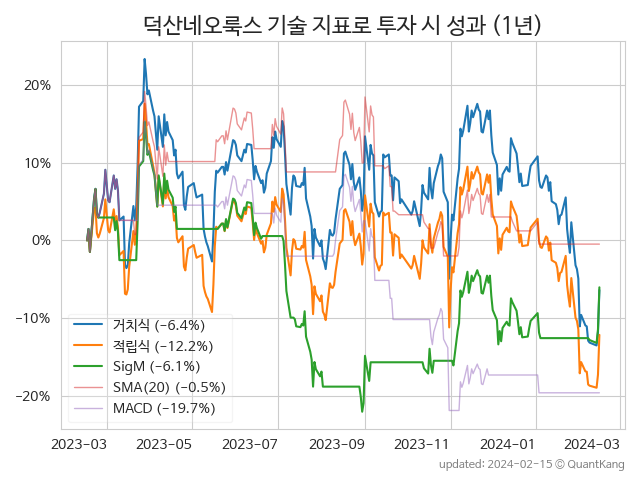 덕산네오룩스 기술 지표로 투자 시 성과 (1년)
20%
10%
0%
−10%
−20%
거치식 (−6.4%)
적립식 (−12.2%)
SigM (−6.1%)
SMA(20) (−0.5%)
MACD (−19.7%)
2023-03 2023-05 2023-07 2023-09 2023-11 2024-01 2024-03
updated: 2024-02-15 © QuantKang